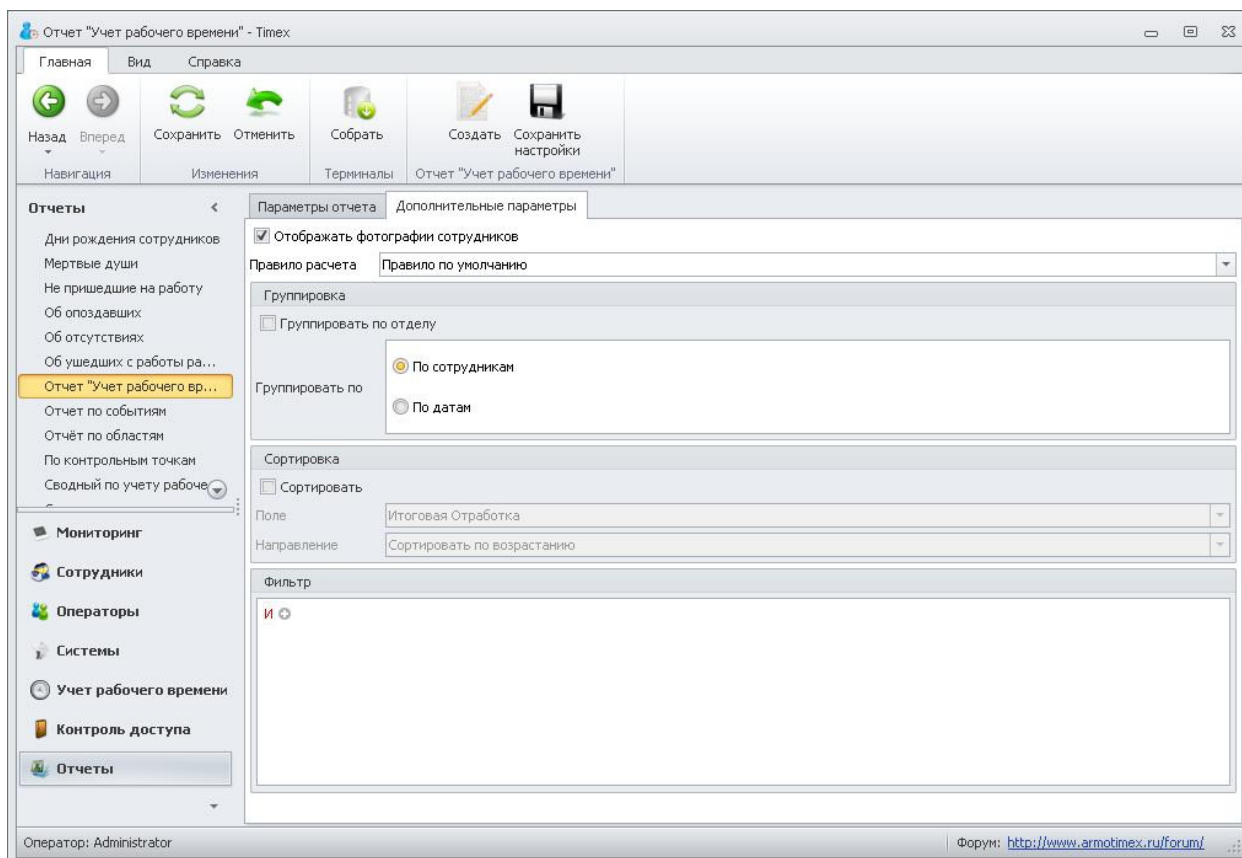 Отчет "Учет рабочего времени" - Timex
Главная Вид Справка
Назад Вперед Сохранить Отменить Собрать Создать Сохранить настройки
Навигация Изменения Терминалы Отчет "Учет рабочего времени"
Отчеты
Дни рождения сотрудников
Мертвые души
Не пришедшие на работу
Об опоздавших
Об отсутствиях
Об ушедших с работы ра...
Отчет "Учет рабочего вр...
Отчет по событиям
Отчёт по областям
По контрольным точкам
Сводный по учету рабоче
Мониторинг
Сотрудники
Операторы
Системы
Учет рабочего времени
Контроль доступа
Отчеты
Параметры отчета Дополнительные параметры
Отображать фотографии сотрудников
Правило расчета Правило по умолчанию
Группировка
Группировать по отделу
Группировать по
По сотрудникам
По датам
Сортировка
Сортировать
Поле Итоговая Отработка
Направление Сортировать по возрастанию
Фильтр
И
Оператор: Administrator Форум: http://www.armotimex.ru/forum/